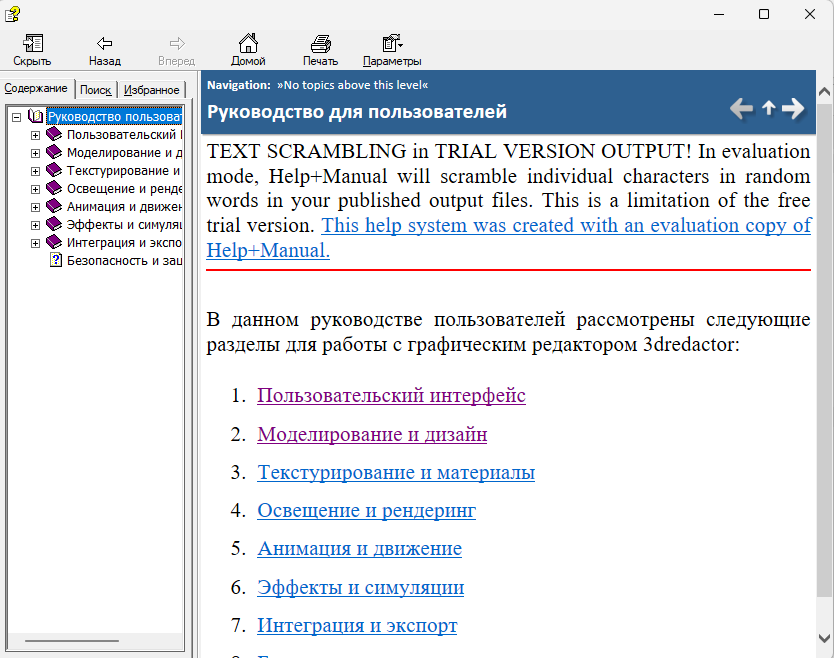 Скрыть Назад Вперед Домой Печать Параметры
Содержание Поиск Избранное
Руководство пользова
Пользовательский
Моделирование и д
Текстурирование и
Освещение и ренде
Анимация и движен
Эффекты и симуляц
Интеграция и экспо
Безопасность и защ
Navigation: »No topics above this level«
Руководство для пользователей
TEXT SCRAMBLING in TRIAL VERSION OUTPUT! In evaluation
mode, Help+Manual will scramble individual characters in random
words in your published output files. This is a limitation of the free
trial version. This help system was created with an evaluation copy of
Help+Manual.
В данном руководстве пользователей рассмотрены следующие
разделы для работы с графическим редактором 3dredactor:
1. Пользовательский интерфейс
2. Моделирование и дизайн
3. Текстурирование и материалы
4. Освещение и рендеринг
5. Анимация и движение
6. Эффекты и симуляции
7. Интеграция и экспорт